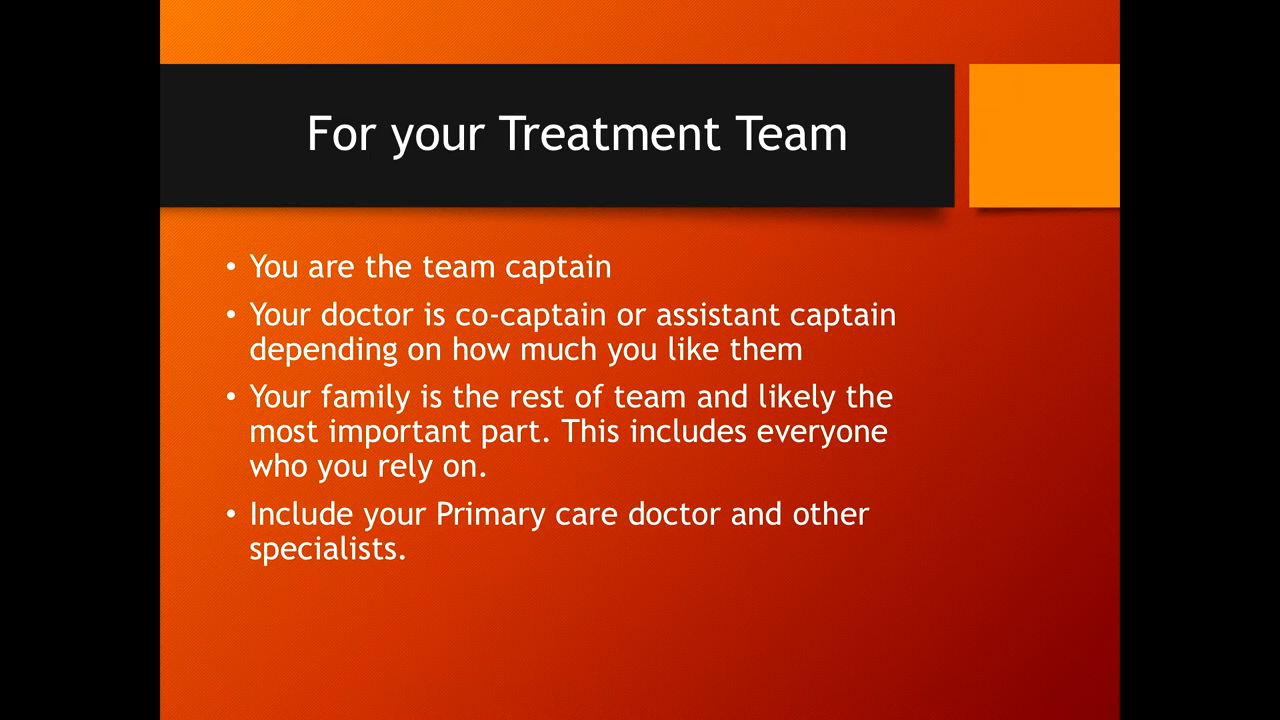 For your Treatment Team
• You are the team captain
• Your doctor is co-captain or assistant captain
depending on how much you like them
• Your family is the rest of team and likely the
most important part. This includes everyone
who you rely on.
• Include your Primary care doctor and other
specialists.